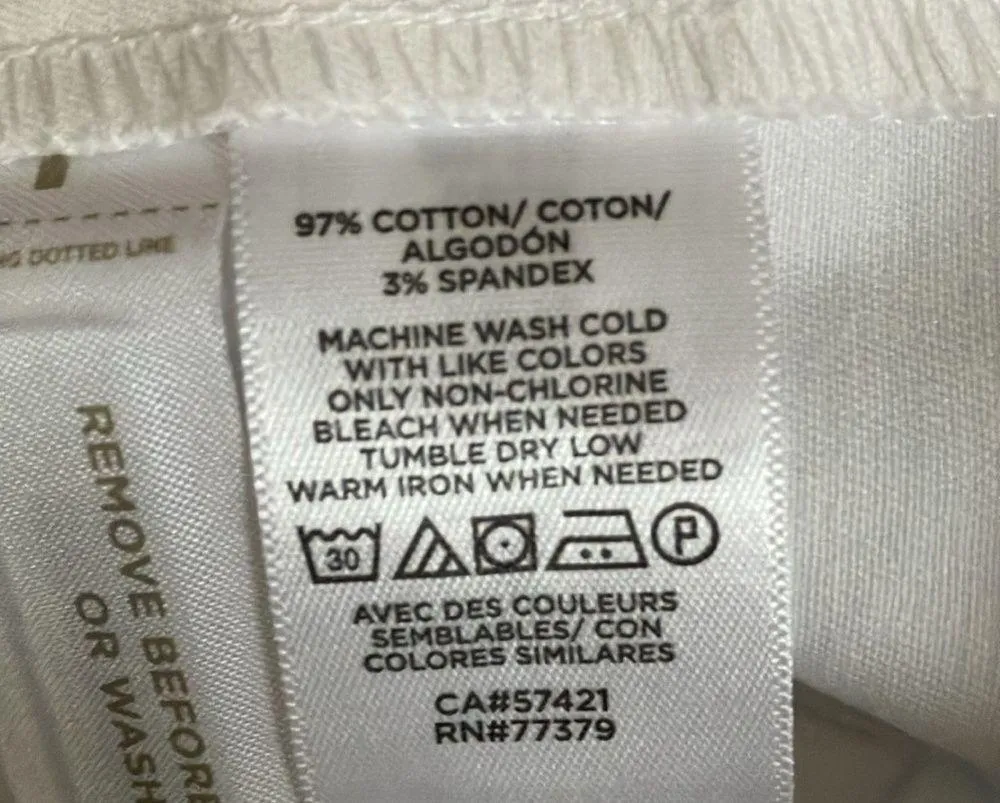 97% COTTON/ COTON/
ALGODÓN
3% SPANDEX
MACHINE WASH COLD
WITH LIKE COLORS
ONLY NON-CHLORINE
BLEACH WHEN NEEDED
TUMBLE DRY LOW
WARM IRON WHEN NEEDED
30 P
AVEC DES COULEURS
SEMBLABLES/ CON
COLORES SIMILARES
CA#57421
RN#77379
DOTTED LINE
REMOVE BEFORE
OR WASH